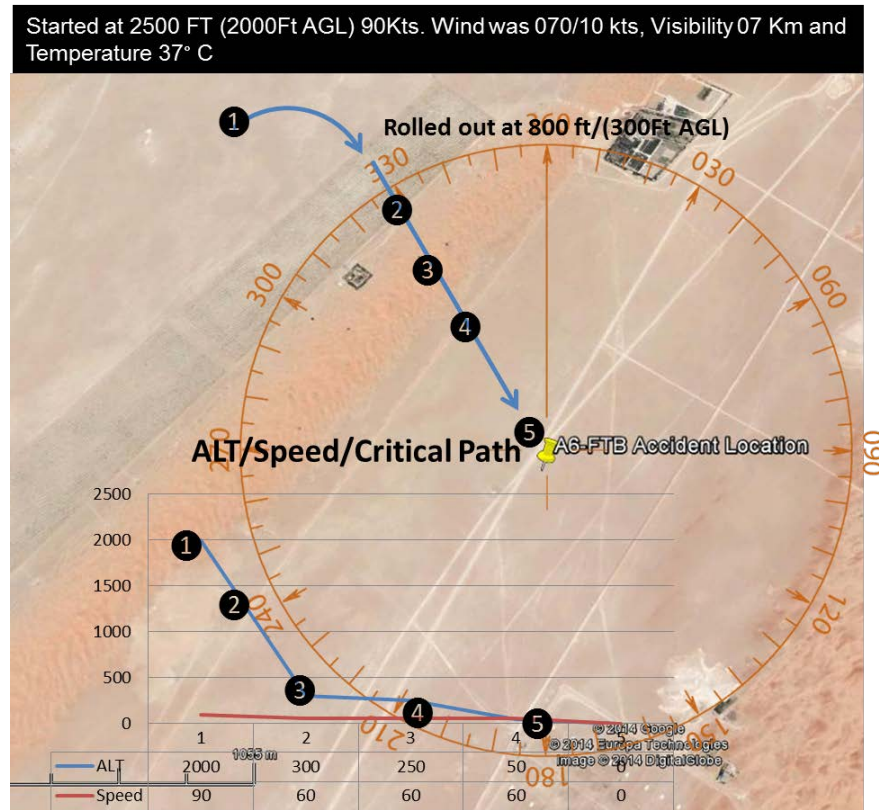 Started at 2500 FT (2000Ft AGL) 90Kts. Wind was 070/10 kts, Visibility 07 Km and
Temperature 37° C
1
Rolled out at 800 ft/(300Ft AGL)
360
330
030
2
3
300
060
4
5
ALT/Speed/Critical Path
A6-FTB Accident Location
270
090
2500
2000
1
1500
2
1000
240
120
500
3
4
5
0
210
150
© 2014 Google
1 2 3 4 5
1055 m
© 2014 Europa Technologies
Image © 2014 DigitalGlobe
180
ALT 2000 300 250 50 0
Speed 90 60 60 60 0